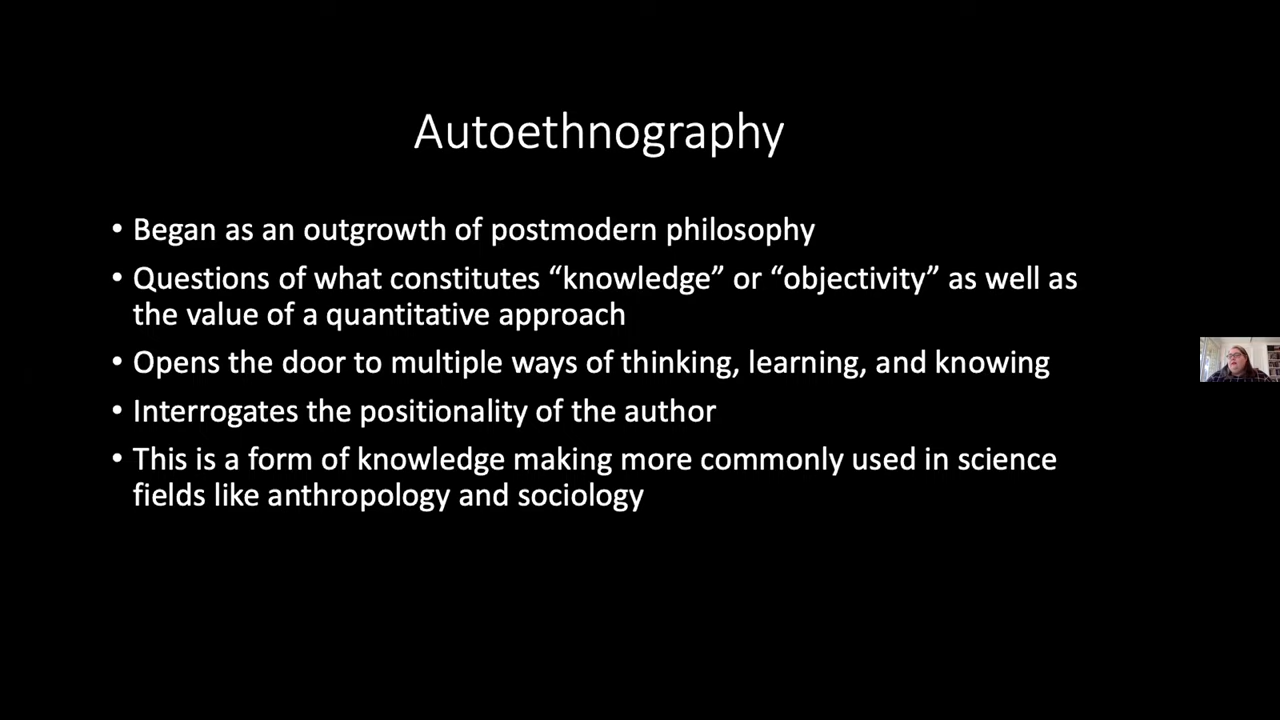 Autoethnography
• Began as an outgrowth of postmodern philosophy
• Questions of what constitutes “knowledge” or “objectivity” as well as
the value of a quantitative approach
• Opens the door to multiple ways of thinking, learning, and knowing
• Interrogates the positionality of the author
• This is a form of knowledge making more commonly used in science
fields like anthropology and sociology